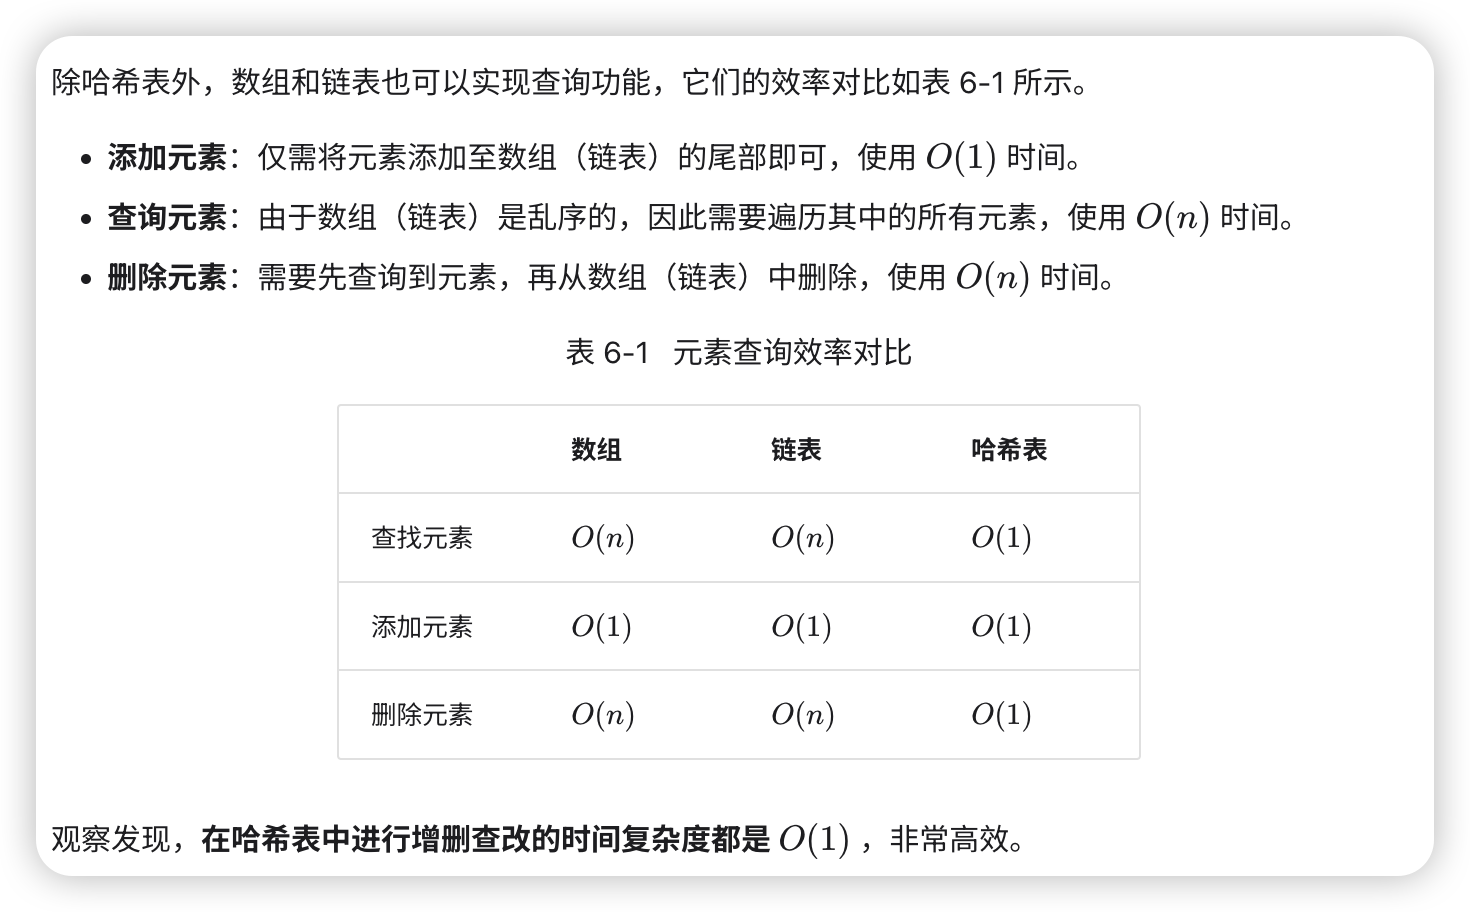 除哈希表外，数组和链表也可以实现查询功能，它们的效率对比如表 6-1 所示。
• 添加元素：仅需将元素添加至数组（链表）的尾部即可，使用 O(1) 时间。
• 查询元素：由于数组（链表）是乱序的，因此需要遍历其中的所有元素，使用 O(n) 时间。
• 删除元素：需要先查询到元素，再从数组（链表）中删除，使用 O(n) 时间。
表 6-1 元素查询效率对比
数组 链表 哈希表
查找元素 O(n) O(n) O(1)
添加元素 O(1) O(1) O(1)
删除元素 O(n) O(n) O(1)
观察发现，在哈希表中进行增删查改的时间复杂度都是 O(1) ，非常高效。